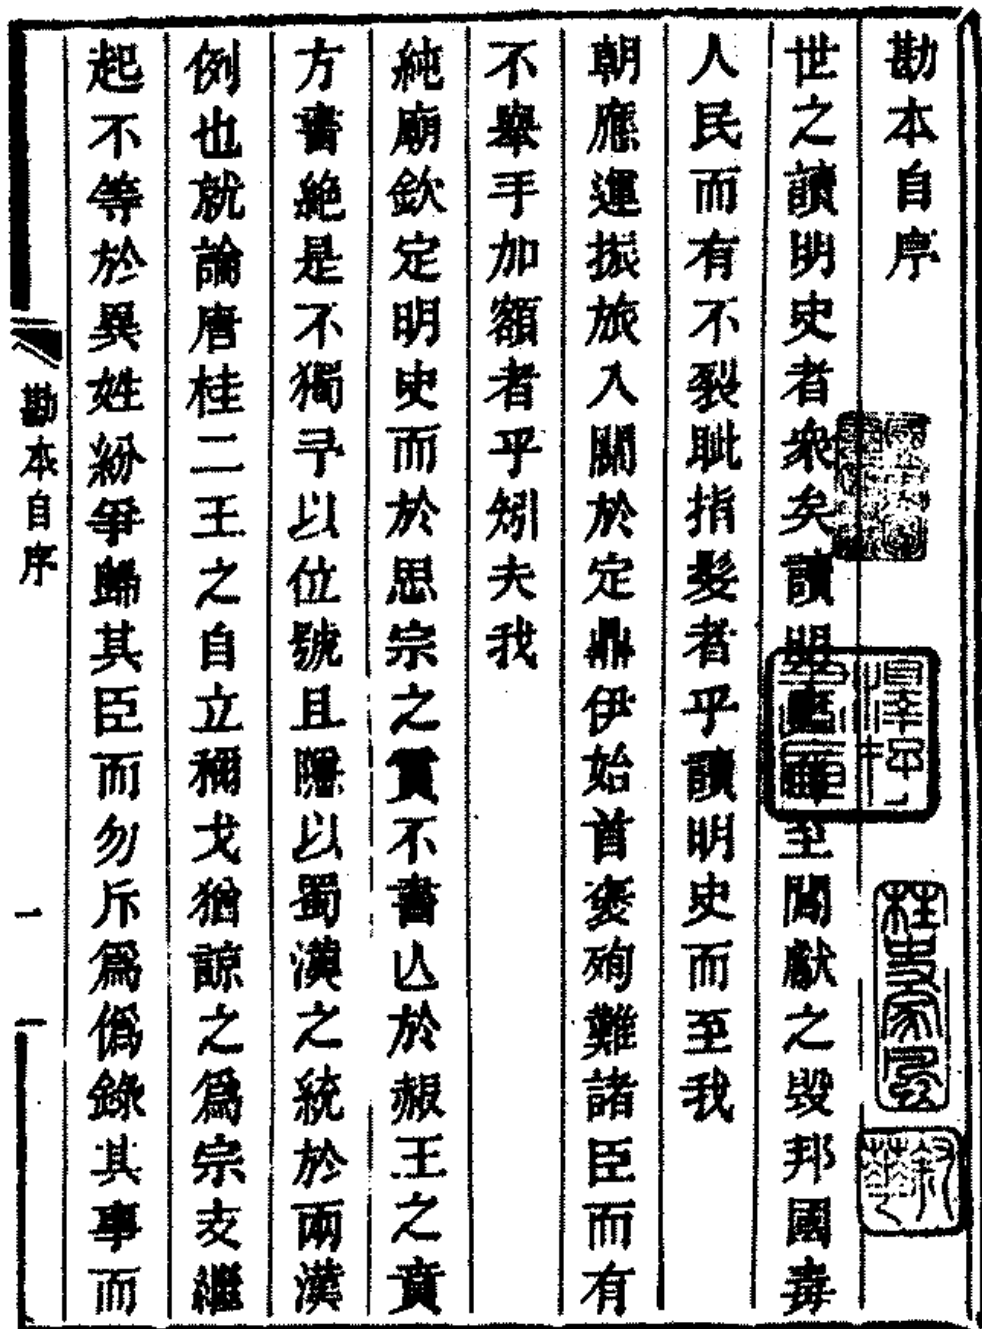 勘本自序
世之讀明史者衆矣讀明至闖獻之毀邦國毒
人民而有不裂眦指髮者乎讀明史而至我
朝應運振旅入關於定鼎伊始首褒殉難諸臣而有
不舉手加額者乎矧夫我
純廟欽定明史而於思宗之不書亾於赧王之賁
方書絕是不獨予以位號且隱以蜀漢之統於兩漢
例也就論唐桂二王之自立稱戈猶諒之爲宗支繼
起不等於異姓紛爭歸其臣而勿斥爲僞錄其事而
勘本自序
一
柱史家風